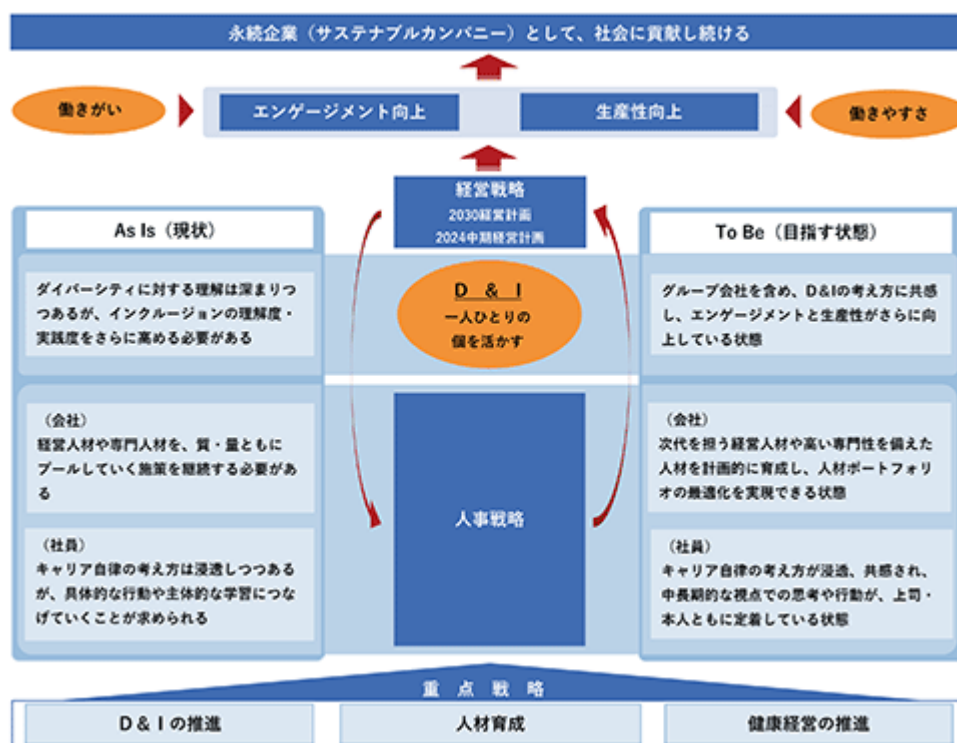 永続企業（サステナブルカンパニー）として、社会に貢献し続ける
働きがい
エンゲージメント向上
生産性向上
働きやすさ
経営戦略
2030経営計画
2024中期経営計画
As Is（現状）
To Be（目指す状態）
ダイバーシティに対する理解は深まりつ
つあるが、インクルージョンの理解度・
実践度をさらに高める必要がある
D & I
一人ひとりの
個を活かす
グループ会社を含め、D&Iの考え方に共感
し、エンゲージメントと生産性がさらに向
上している状態
（会社）
経営人材や専門人材を、質・量ともに
プールしていく施策を継続する必要があ
る
（社員）
キャリア自律の考え方は浸透しつつある
が、具体的な行動や主体的な学習につな
げていくことが求められる
人事戦略
（会社）
次代を担う経営人材や高い専門性を備えた
人材を計画的に育成し、人材ポートフォリ
オの最適化を実現できる状態
（社員）
キャリア自律の考え方が浸透、共感され、
中長期的な視点での思考や行動が、上司・
本人ともに定着している状態
重点戦略
D & I の推進
人材育成
健康経営の推進